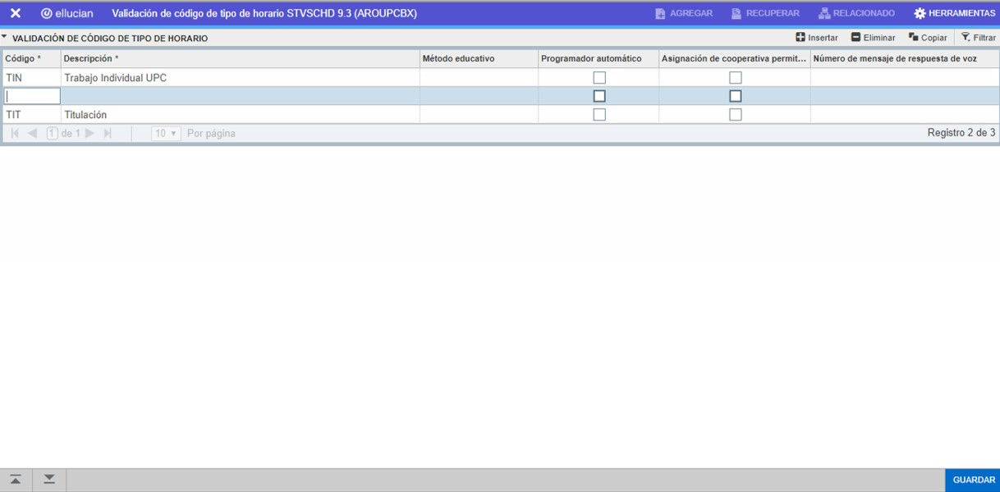 ellucian Validación de código de tipo de horario STVSCHD 9.3 (AROUPCBX) AGREGAR RECUPERAR RELACIONADO HERRAMIENTAS
VALIDACIÓN DE CÓDIGO DE TIPO DE HORARIO Insertar Eliminar Copiar Filtrar
Código * Descripción * Método educativo Programador automático Asignación de cooperativa permit... Número de mensaje de respuesta de voz
TIN Trabajo Individual UPC
TIT Titulación
1 de 1 10 Por página Registro 2 de 3
GUARDAR